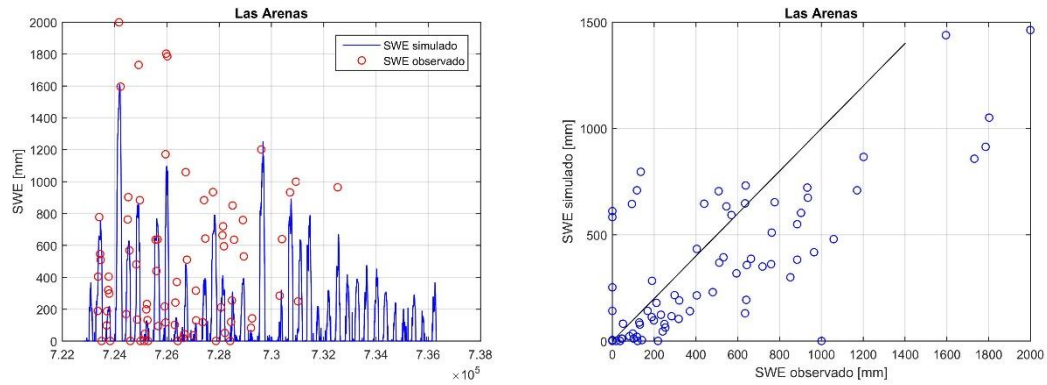 Las Arenas
2000
1800
1600
1400
1200
1000
800
600
400
200
0
SWE [mm]
SWE simulado
SWE observado
7.22 7.24 7.26 7.28 7.3 7.32 7.34 7.36 7.38
×10⁵
Las Arenas
1500
1000
500
0
SWE simulado [mm]
0 200 400 600 800 1000 1200 1400 1600 1800 2000
SWE observado [mm]